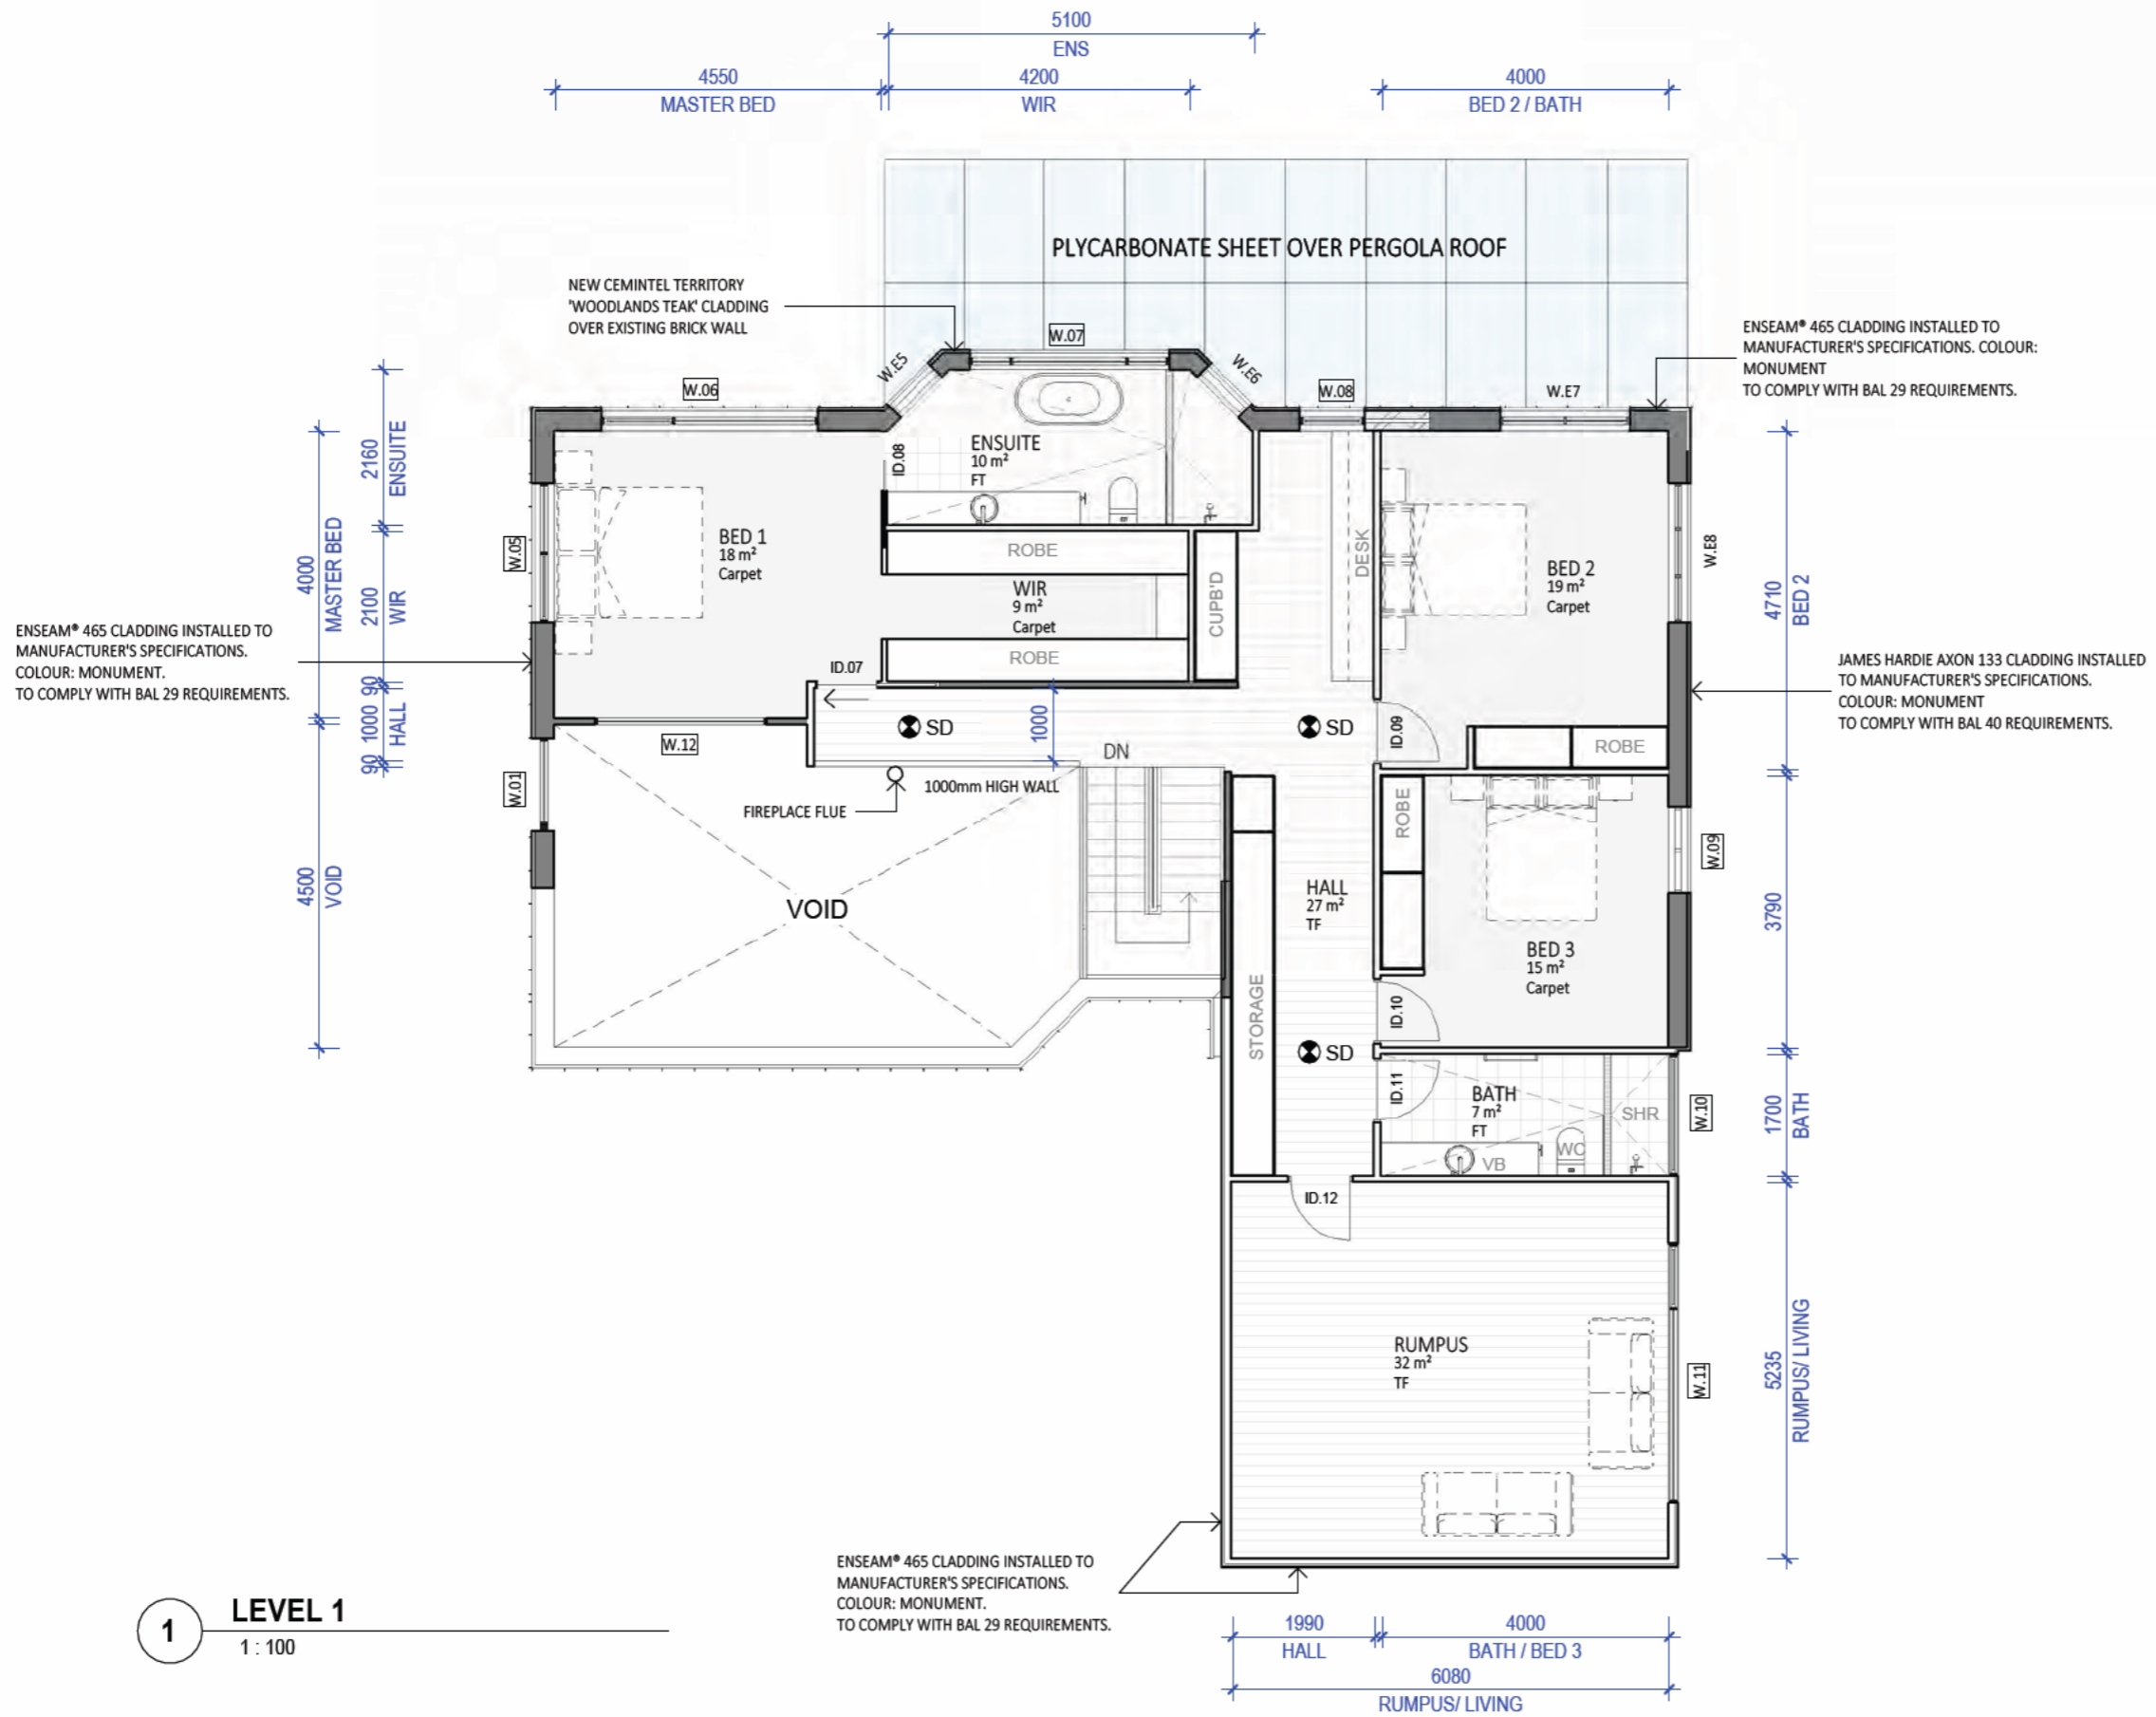 5100
ENS
4550
MASTER BED
4200
WIR
4000
BED 2 / BATH
PLYCARBONATE SHEET OVER PERGOLA ROOF
NEW CEMINTEL TERRITORY
'WOODLANDS TEAK' CLADDING
OVER EXISTING BRICK WALL
ENSEAM® 465 CLADDING INSTALLED TO
MANUFACTURER'S SPECIFICATIONS. COLOUR:
MONUMENT
TO COMPLY WITH BAL 29 REQUIREMENTS.
W.06
W.E5
W.07
W.E6
W.08
W.E7
2160
ENSUITE
4000
MASTER BED
2100
WIR
90
1000
HALL
90
4500
VOID
ENSUITE
10 m²
FT
ID.08
BED 1
18 m²
Carpet
W.05
ROBE
WIR
9 m²
Carpet
ROBE
CUPB'D
DESK
BED 2
19 m²
Carpet
W.E8
4710
BED 2
ENSEAM® 465 CLADDING INSTALLED TO
MANUFACTURER'S SPECIFICATIONS.
COLOUR: MONUMENT.
TO COMPLY WITH BAL 29 REQUIREMENTS.
JAMES HARDIE AXON 133 CLADDING INSTALLED
TO MANUFACTURER'S SPECIFICATIONS.
COLOUR: MONUMENT
TO COMPLY WITH BAL 40 REQUIREMENTS.
ID.07
SD
1000
SD
ID.09
ROBE
W.12
DN
W.01
1000mm HIGH WALL
FIREPLACE FLUE
VOID
ROBE
W.09
HALL
27 m²
TF
3790
BED 3
15 m²
Carpet
STORAGE
ID.10
SD
ID.11
BATH
7 m²
FT
SHR
WC
VB
W.10
1700
BATH
ID.12
RUMPUS
32 m²
TF
W.11
5235
RUMPUS/ LIVING
ENSEAM® 465 CLADDING INSTALLED TO
MANUFACTURER'S SPECIFICATIONS.
COLOUR: MONUMENT.
TO COMPLY WITH BAL 29 REQUIREMENTS.
1
LEVEL 1
1 : 100
1990
HALL
4000
BATH / BED 3
6080
RUMPUS/ LIVING